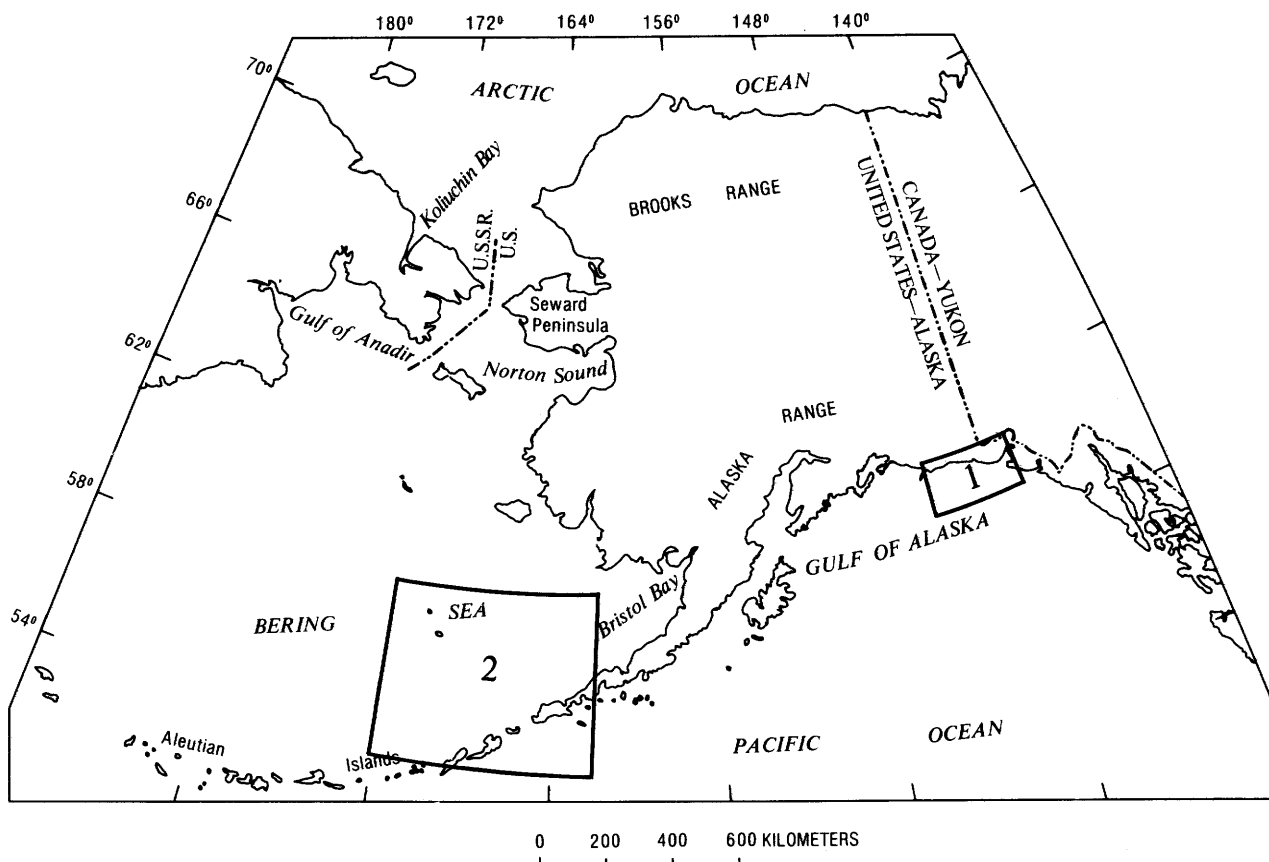 180° 172° 164° 156° 148° 140°
70°
ARCTIC OCEAN
Koliuchin Bay
66°
BROOKS RANGE
CANADA—YUKON
UNITED STATES—ALASKA
U.S.S.R.
U.S.
Seward
Peninsula
Gulf of Anadir
62°
Norton Sound
ALASKA RANGE
58°
1
GULF OF ALASKA
Bristol Bay
54°
BERING SEA
2
Aleutian Islands
PACIFIC OCEAN
0 200 400 600 KILOMETERS